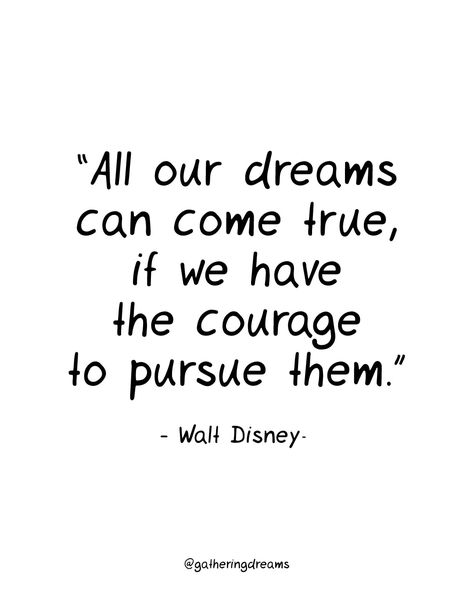 "All our dreams
can come true,
if we have
the courage
to pursue them."
- Walt Disney-
@gatheringdreams